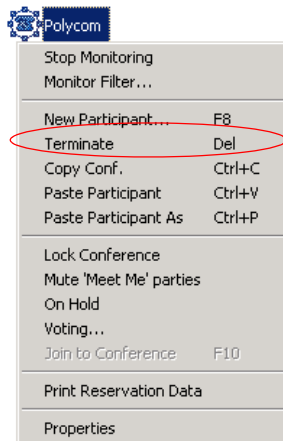 Polycom
Stop Monitoring
Monitor Filter...
New Participant... F8
Terminate Del
Copy Conf. Ctrl+C
Paste Participant Ctrl+V
Paste Participant As Ctrl+P
Lock Conference
Mute 'Meet Me' parties
On Hold
Voting...
Join to Conference F10
Print Reservation Data
Properties